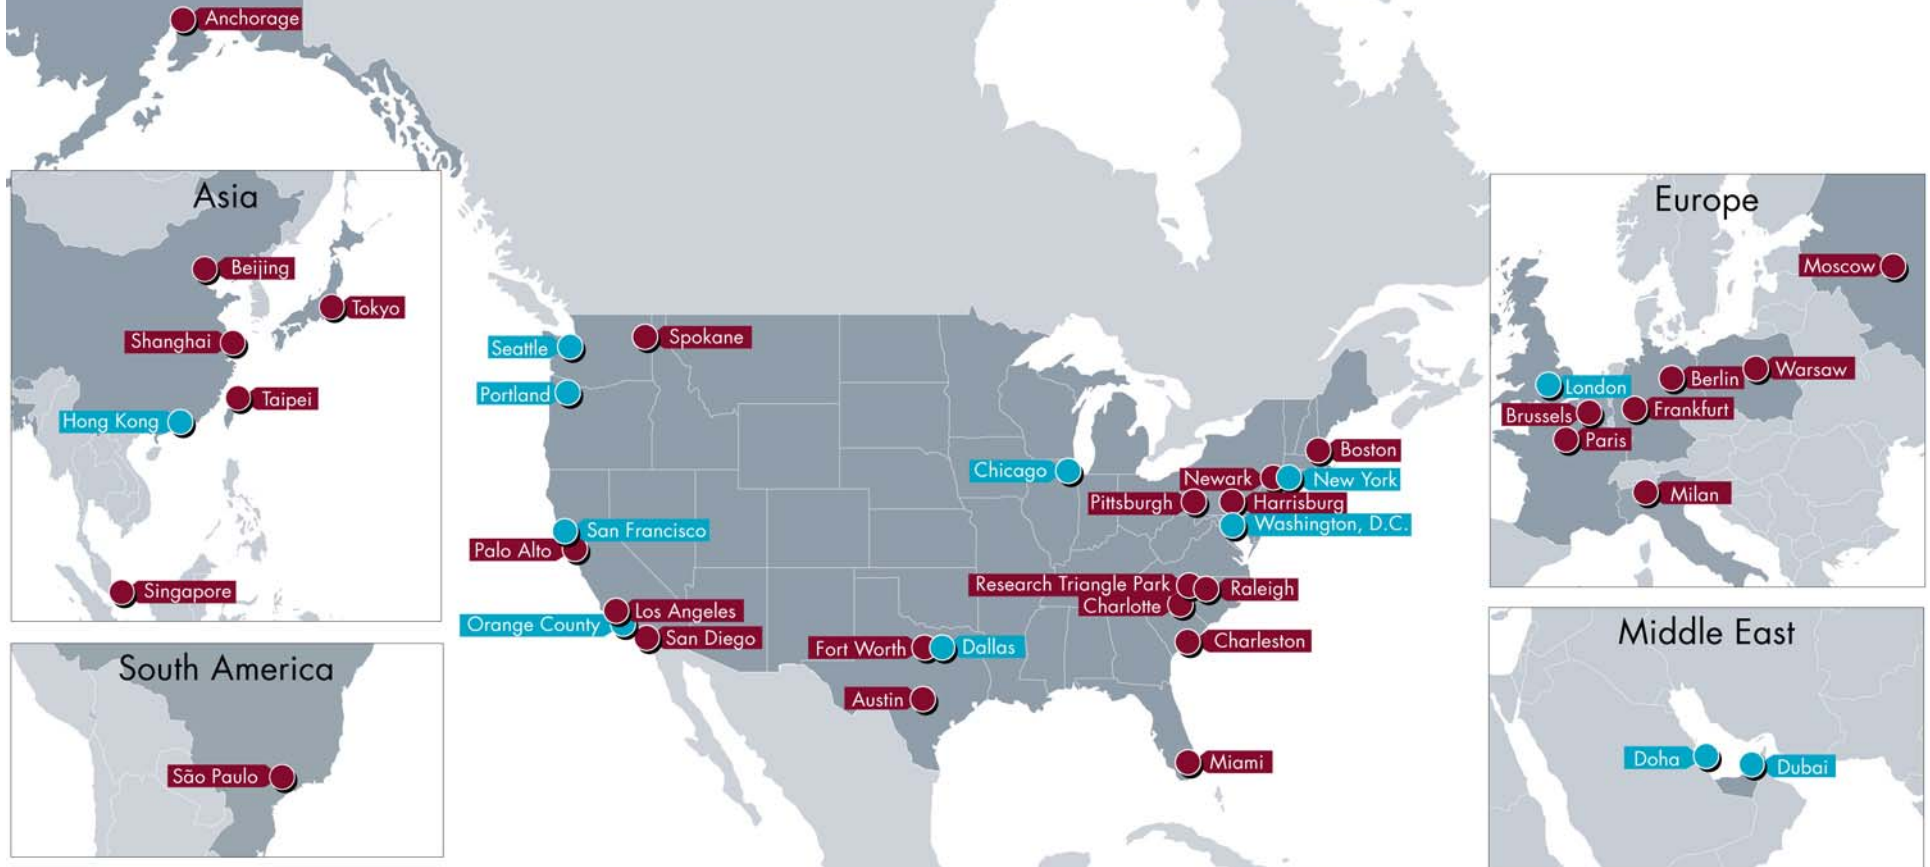 Anchorage
Asia
Beijing
Tokyo
Shanghai
Taipei
Hong Kong
Singapore
South America
São Paulo
Seattle
Spokane
Portland
San Francisco
Palo Alto
Los Angeles
Orange County
San Diego
Chicago
Boston
Newark
New York
Pittsburgh
Harrisburg
Washington, D.C.
Research Triangle Park
Raleigh
Charlotte
Charleston
Fort Worth
Dallas
Austin
Miami
Europe
Moscow
Warsaw
Berlin
London
Frankfurt
Brussels
Paris
Milan
Middle East
Doha
Dubai